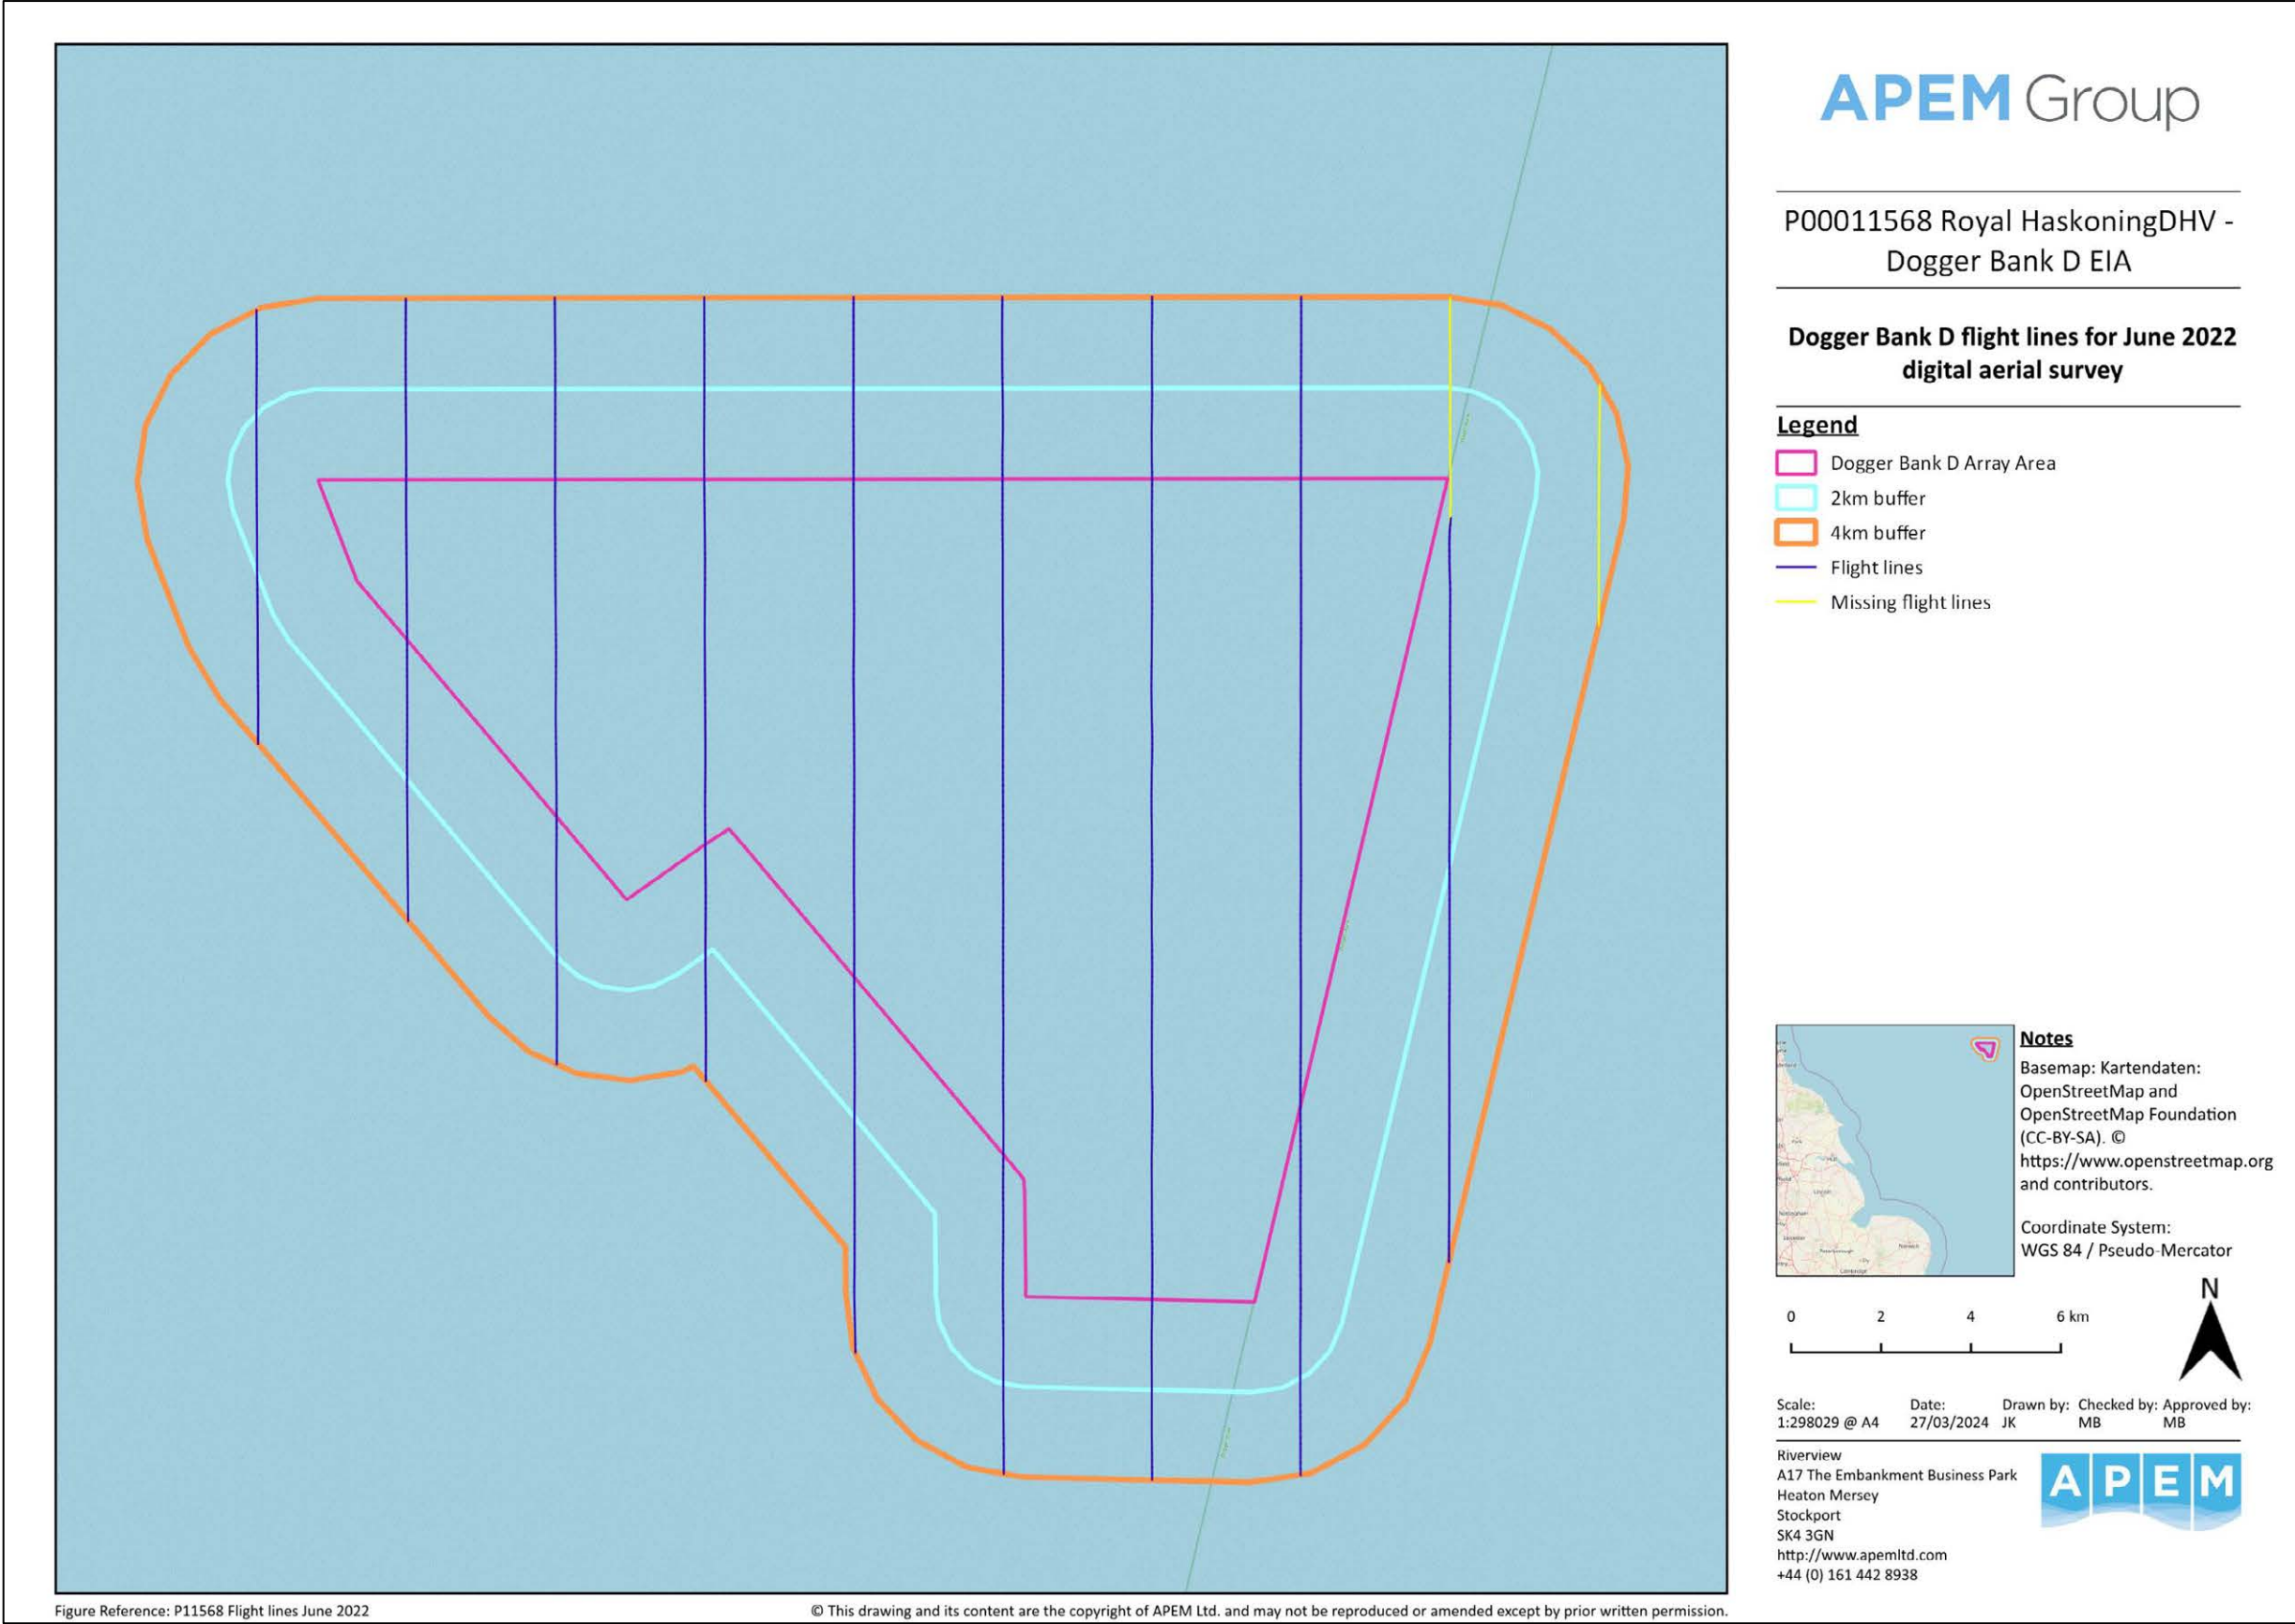 APEM Group
P00011568 Royal HaskoningDHV -
Dogger Bank D EIA
Dogger Bank D flight lines for June 2022
digital aerial survey
Legend
Dogger Bank D Array Area
2km buffer
4km buffer
Flight lines
Missing flight lines
Notes
Basemap: Kartendaten:
OpenStreetMap and
OpenStreetMap Foundation
(CC-BY-SA). ©
https://www.openstreetmap.org
and contributors.
Coordinate System:
WGS 84 / Pseudo-Mercator
N
0 2 4 6 km
Scale: Date: Drawn by: Checked by: Approved by:
1:298029 @ A4 27/03/2024 JK MB MB
Riverview
A17 The Embankment Business Park
Heaton Mersey
Stockport
SK4 3GN
http://www.apemltd.com
+44 (0) 161 442 8938
APEM
Figure Reference: P11568 Flight lines June 2022
© This drawing and its content are the copyright of APEM Ltd. and may not be reproduced or amended except by prior written permission.